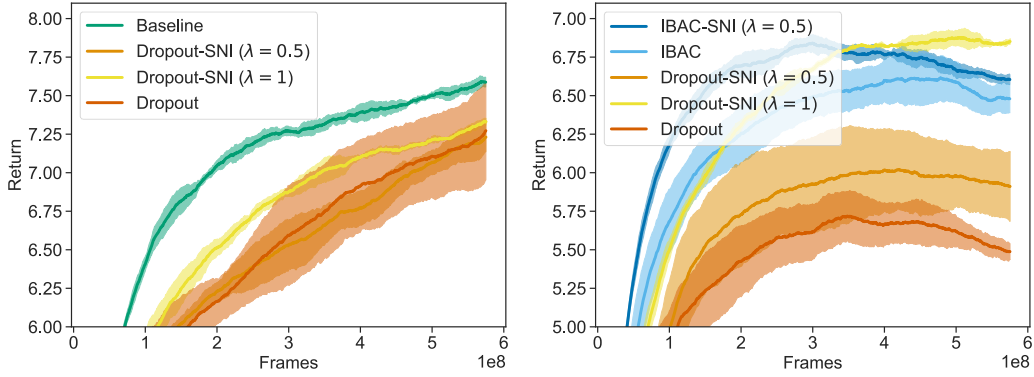 8.00
7.75
7.50
7.25
7.00
6.75
6.50
6.25
6.00
Return
Baseline
Dropout-SNI (λ = 0.5)
Dropout-SNI (λ = 1)
Dropout
0 1 2 3 4 5 6
Frames
1e8
7.00
6.75
6.50
6.25
6.00
5.75
5.50
5.25
5.00
Return
IBAC-SNI (λ = 0.5)
IBAC
Dropout-SNI (λ = 0.5)
Dropout-SNI (λ = 1)
Dropout
0 1 2 3 4 5 6
Frames
1e8